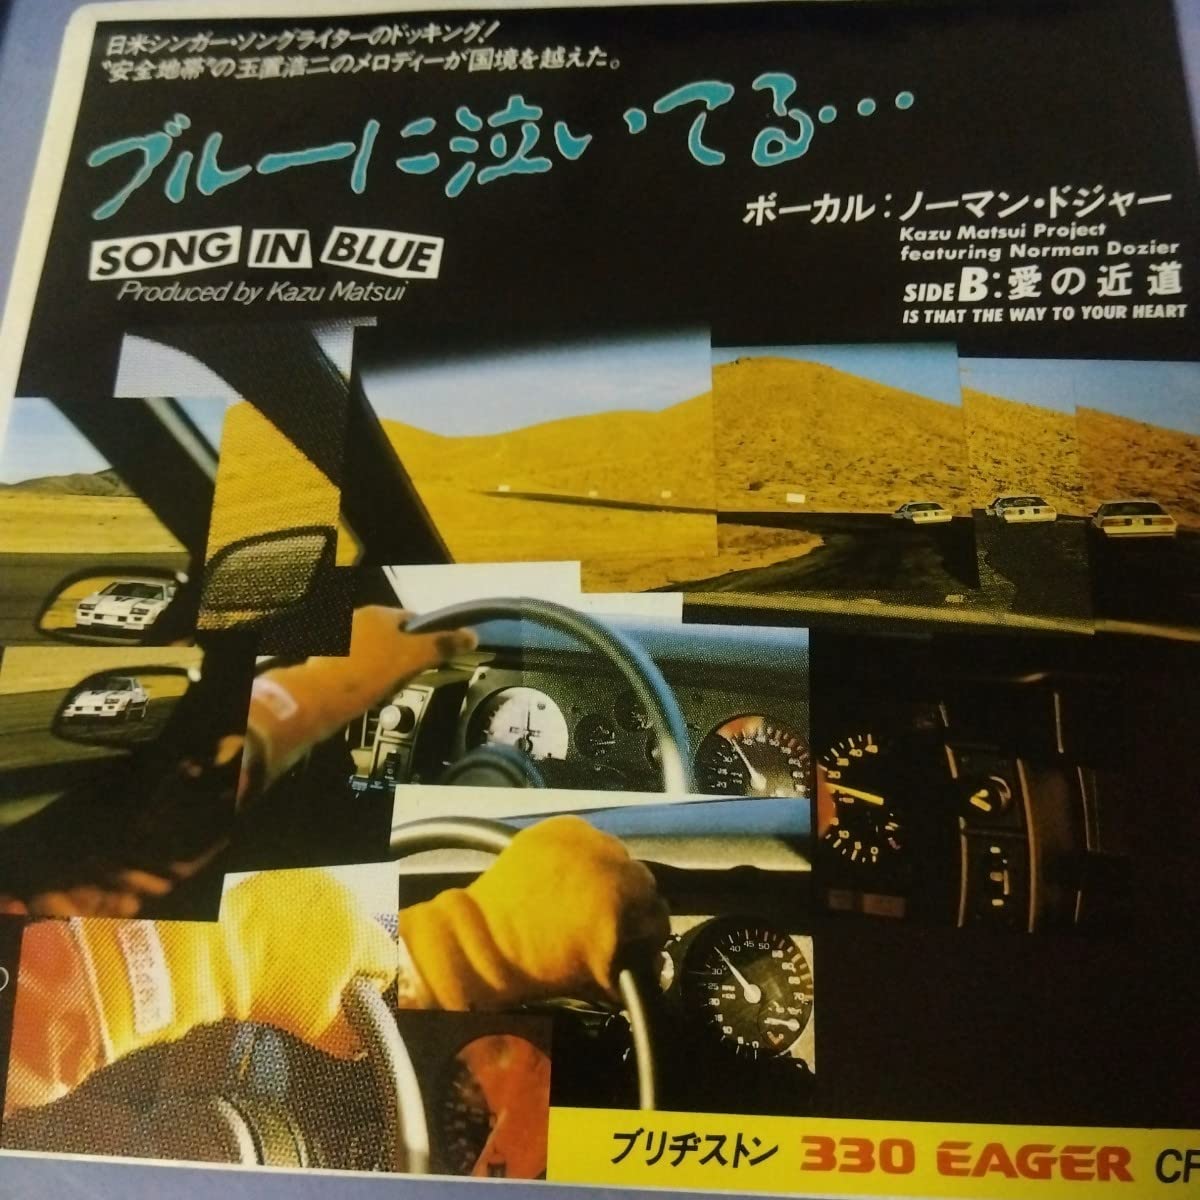 日米シンガー・ソングライターのドッキング!
“安全地帯”の玉置浩二のメロディーが国境を越えた。
ブルーに泣いてる…
SONG IN BLUE
Produced by Kazu Matsui
ボーカル:ノーマン・ドジャー
Kazu Matsui Project
featuring Norman Dozier
SIDE B:愛の近道
IS THAT THE WAY TO YOUR HEART
ブリヂストン 330 EAGER CF